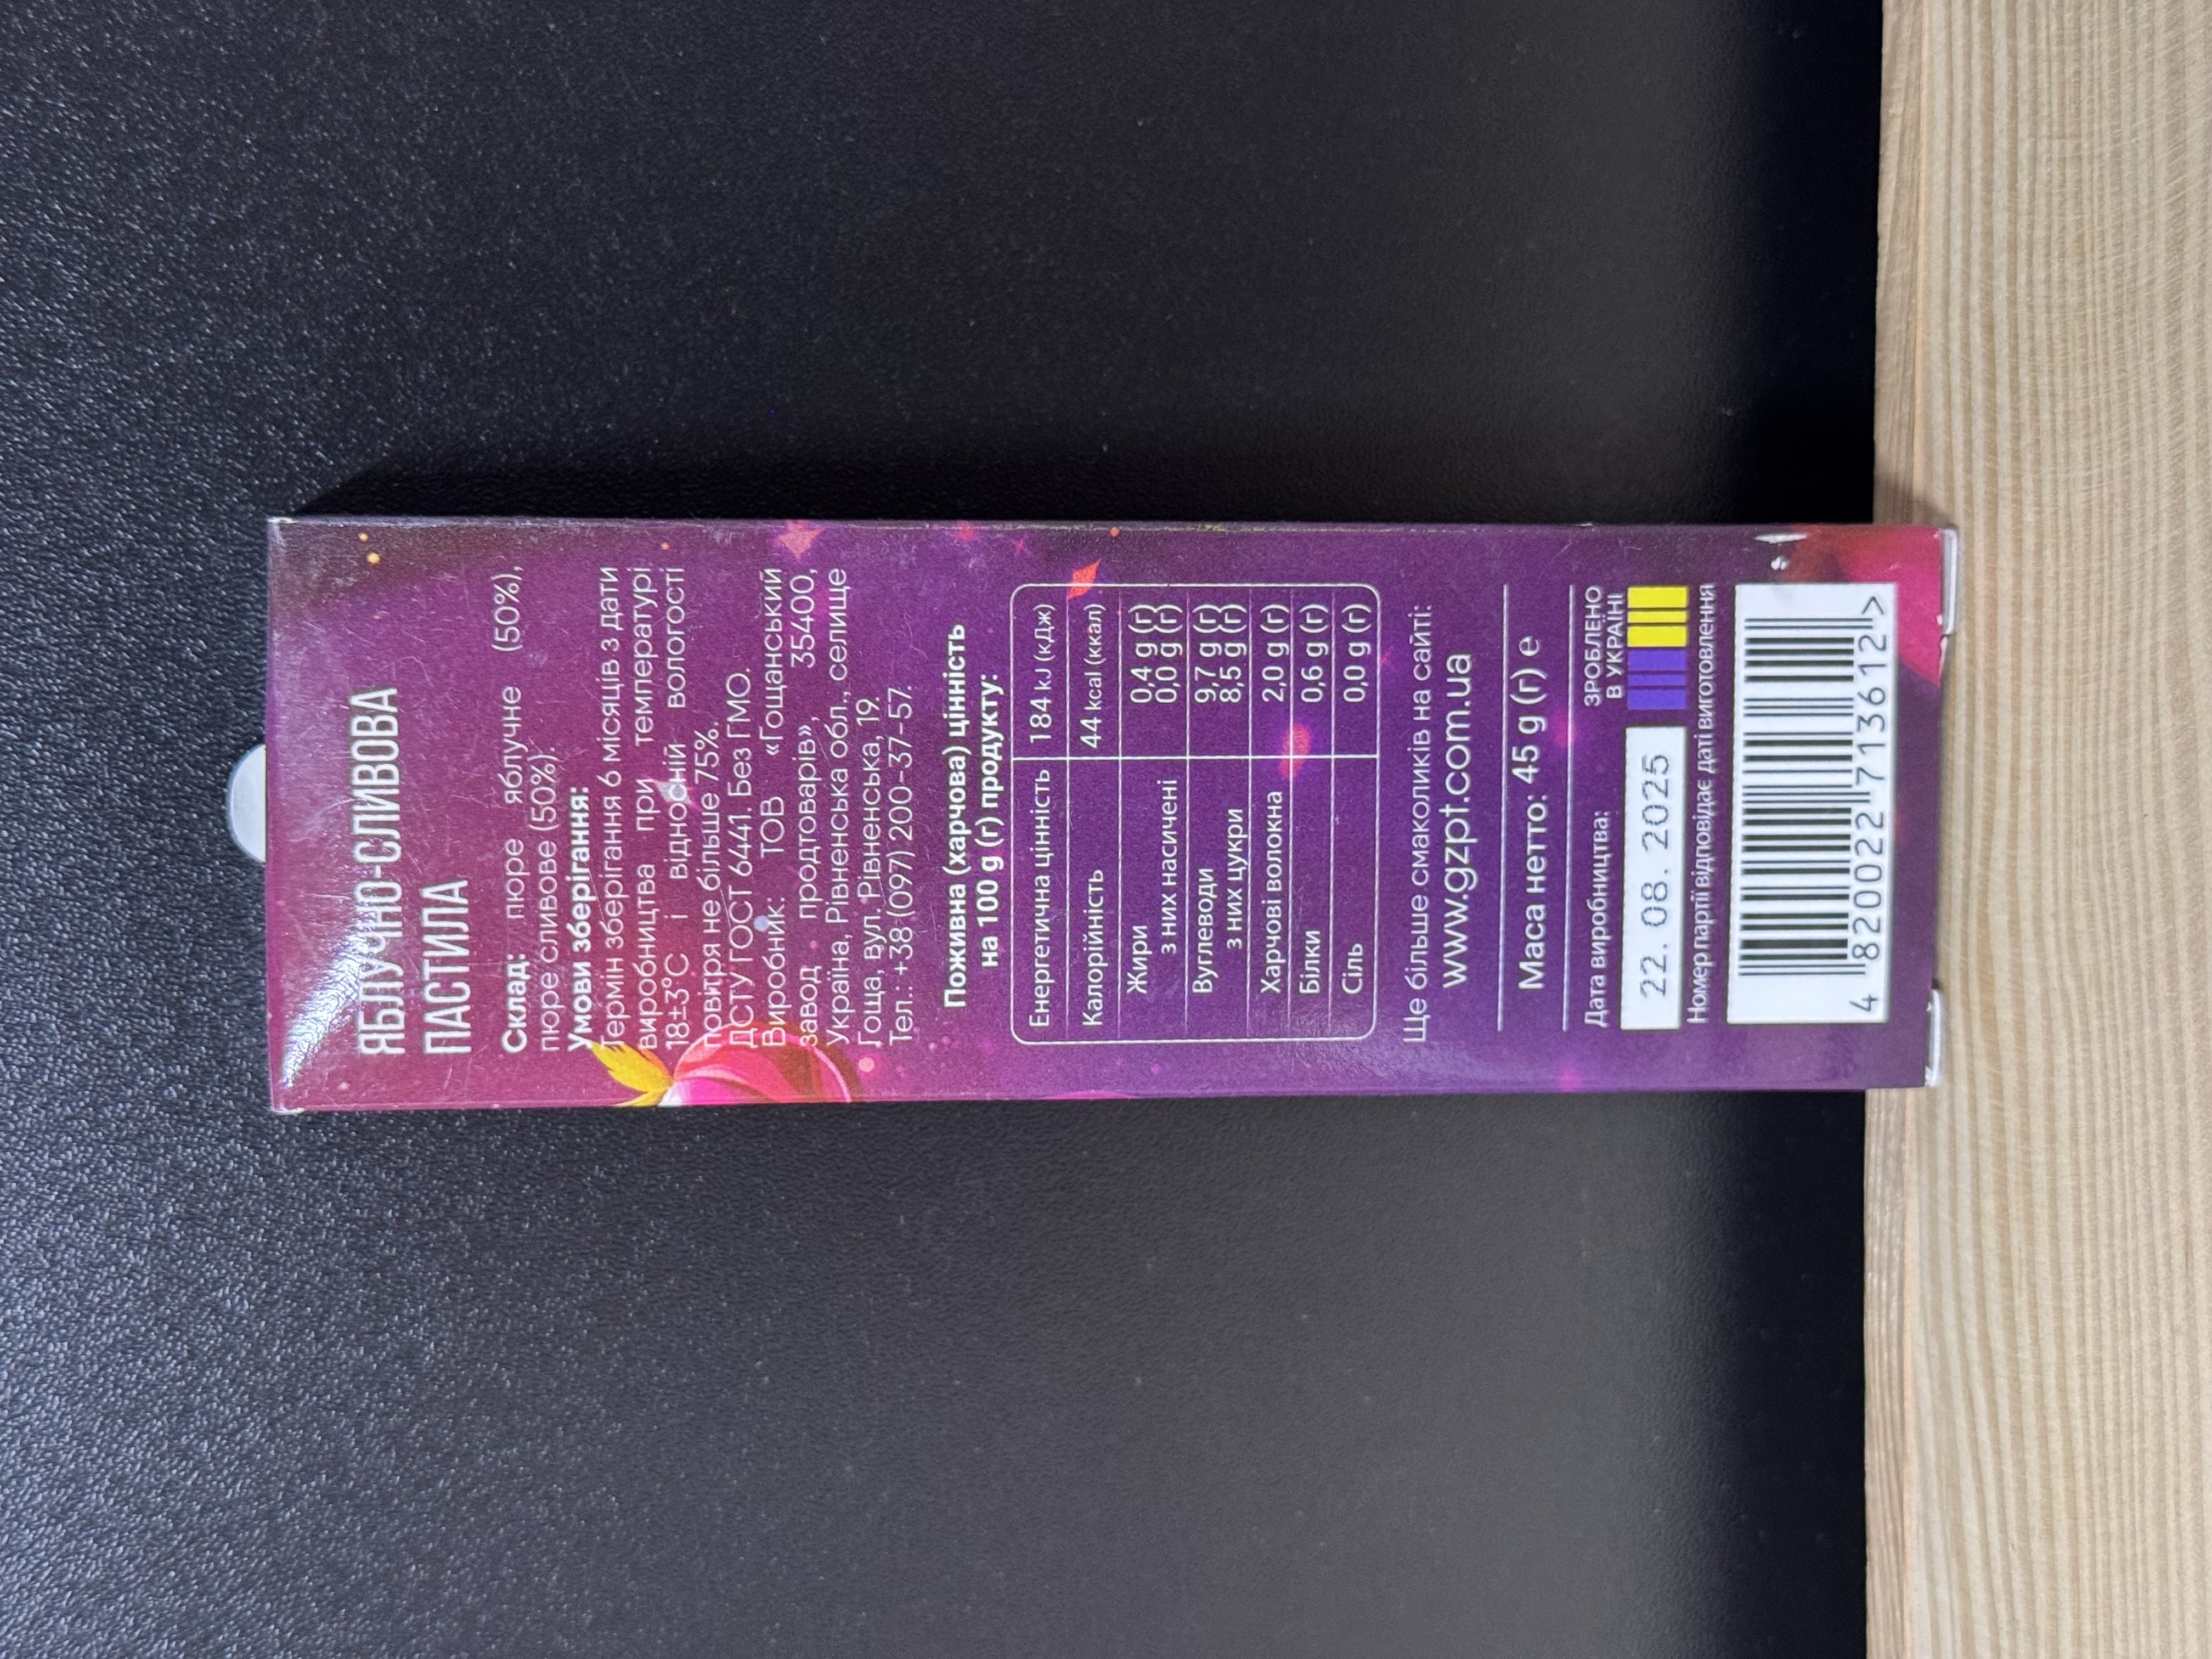 ЯБЛУЧНО-СЛИВОВА
ПАСТИЛА
Склад: пюре яблучне (50%),
пюре сливове (50%).
Умови зберігання:
Термін зберігання 6 місяців з дати
виробництва при температурі
18±3°С і відносній вологості
повітря не більше 75%.
ДСТУ ГОСТ 6441. Без ГМО.
Виробник: ТОВ «Гощанський
завод продтоварів», 35400,
Україна, Рівненська обл., селище
Гоща, вул. Рівненська, 19.
Тел.: +38 (097) 200-37-57.
Поживна (харчова) цінність
на 100 g (г) продукту:
Енергетична цінність 184 kJ (кДж)
Калорійність 44 kcal (ккал)
Жири 0,4 g (г)
з них насичені 0,0 g (г)
Вуглеводи 9,7 g (г)
з них цукри 8,5 g (г)
Харчові волокна 2,0 g (г)
Білки 0,6 g (г)
Сіль 0,0 g (г)
Ще більше смаколиків на сайті:
www.gzpt.com.ua
Маса нетто: 45 g (г) e
Дата виробництва:
22. 08. 2025
ЗРОБЛЕНО
В УКРАЇНІ
Номер партії відповідає даті виготовлення
4 820022 713612 >